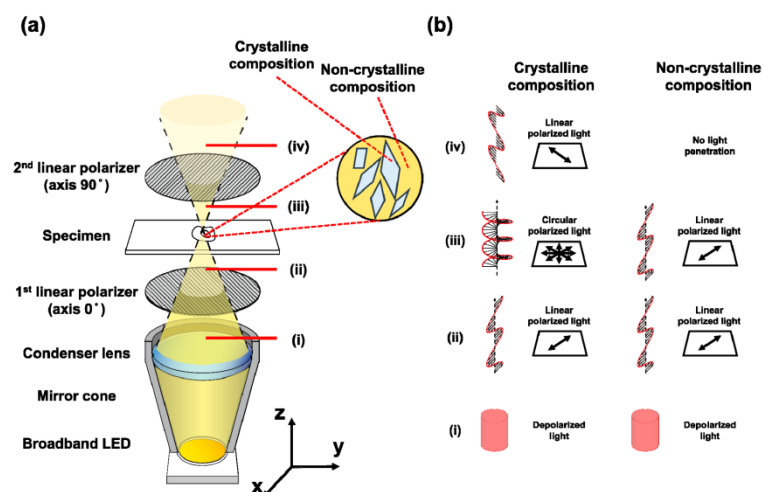 (a)
Crystalline
composition
Non-crystalline
composition
(iv)
2nd linear polarizer
(axis 90˚)
(iii)
Specimen
(ii)
1st linear polarizer
(axis 0˚)
(i)
Condenser lens
Mirror cone
Broadband LED
z
y
x
(b)
Crystalline
composition
Non-crystalline
composition
(iv)
Linear
polarized light
No light
penetration
(iii)
Circular
polarized light
Linear
polarized light
(ii)
Linear
polarized light
Linear
polarized light
(i)
Depolarized
light
Depolarized
light